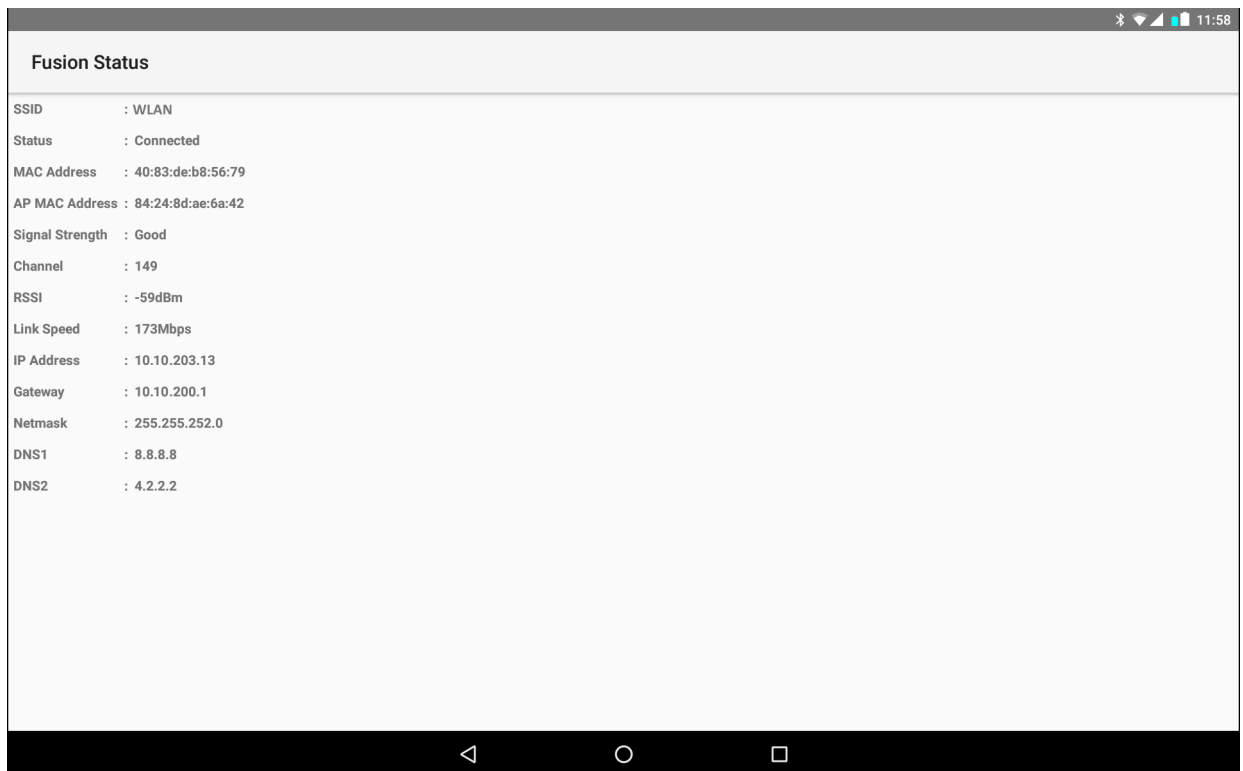 11:58
Fusion Status
SSID : WLAN
Status : Connected
MAC Address : 40:83:de:b8:56:79
AP MAC Address : 84:24:8d:ae:6a:42
Signal Strength : Good
Channel : 149
RSSI : -59dBm
Link Speed : 173Mbps
IP Address : 10.10.203.13
Gateway : 10.10.200.1
Netmask : 255.255.252.0
DNS1 : 8.8.8.8
DNS2 : 4.2.2.2